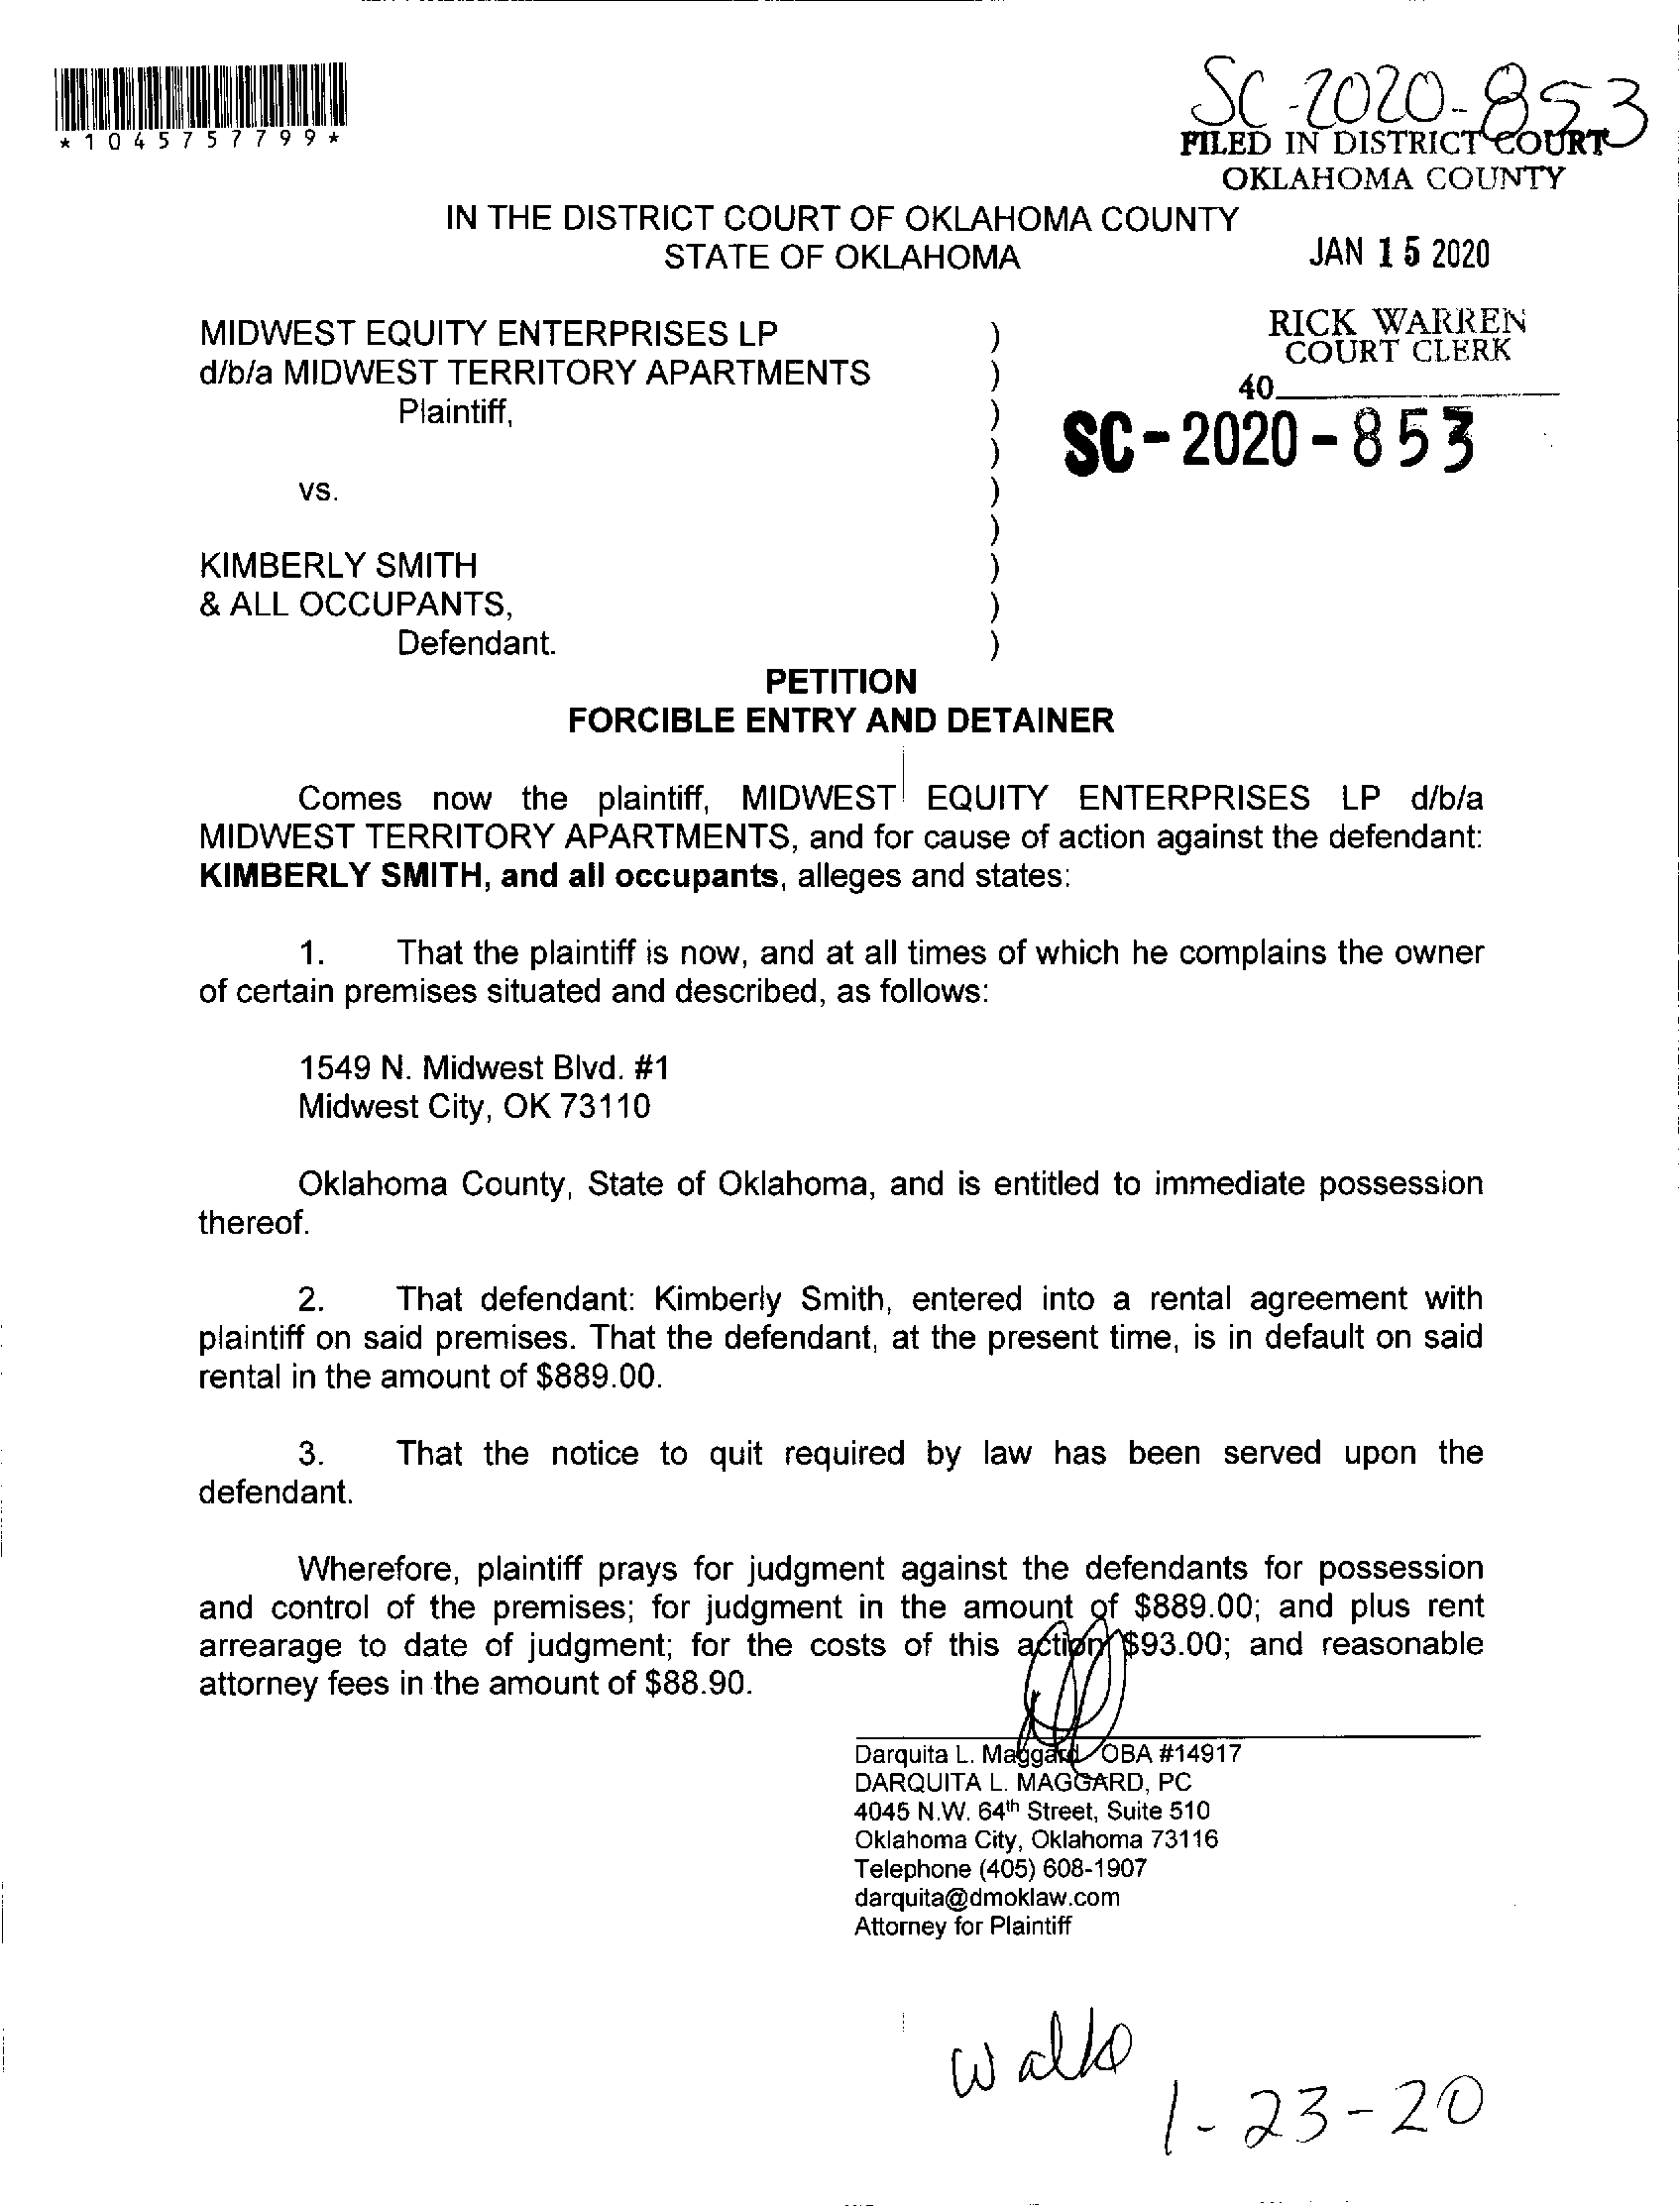 SC-2020-853
*1045757799*
FILED IN DISTRICT COURT
OKLAHOMA COUNTY
IN THE DISTRICT COURT OF OKLAHOMA COUNTY
STATE OF OKLAHOMA
JAN 15 2020
MIDWEST EQUITY ENTERPRISES LP )
d/b/a MIDWEST TERRITORY APARTMENTS )
Plaintiff, )
)
vs. )
)
KIMBERLY SMITH )
& ALL OCCUPANTS, )
Defendant. )
RICK WARREN
COURT CLERK
40
SC-2020-853
PETITION
FORCIBLE ENTRY AND DETAINER
Comes now the plaintiff, MIDWEST EQUITY ENTERPRISES LP d/b/a
MIDWEST TERRITORY APARTMENTS, and for cause of action against the defendant:
KIMBERLY SMITH, and all occupants, alleges and states:
1. That the plaintiff is now, and at all times of which he complains the owner
of certain premises situated and described, as follows:
1549 N. Midwest Blvd. #1
Midwest City, OK 73110
Oklahoma County, State of Oklahoma, and is entitled to immediate possession
thereof.
2. That defendant: Kimberly Smith, entered into a rental agreement with
plaintiff on said premises. That the defendant, at the present time, is in default on said
rental in the amount of $889.00.
3. That the notice to quit required by law has been served upon the
defendant.
Wherefore, plaintiff prays for judgment against the defendants for possession
and control of the premises; for judgment in the amount of $889.00; and plus rent
arrearage to date of judgment; for the costs of this action $93.00; and reasonable
attorney fees in the amount of $88.90.
Darquita L. Maggard OBA #14917
DARQUITA L. MAGGARD, PC
4045 N.W. 64th Street, Suite 510
Oklahoma City, Oklahoma 73116
Telephone (405) 608-1907
darquita@dmoklaw.com
Attorney for Plaintiff
1-23-20